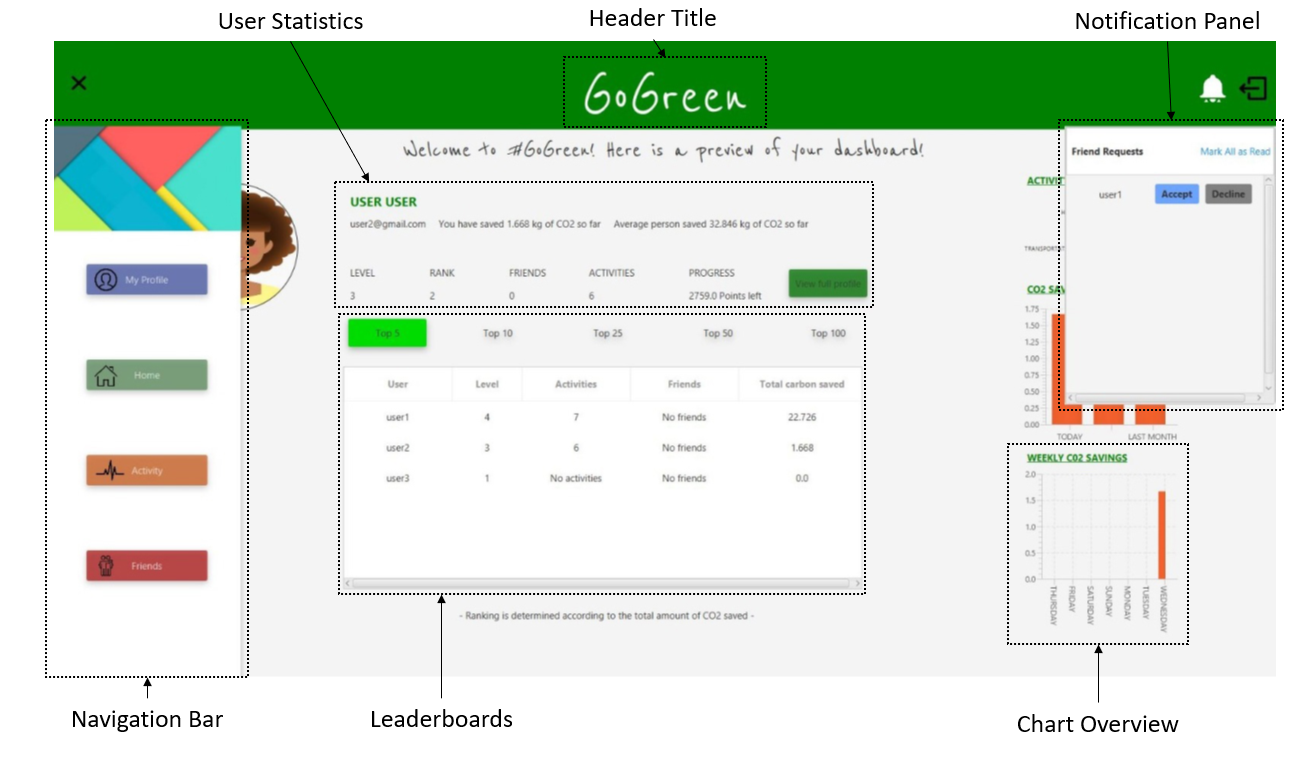 User Statistics
Header Title
Notification Panel
GoGreen
Welcome to #GoGreen! Here is a preview of your dashboard!
Friend Requests Mark All as Read
user1 Accept Decline
My Profile
Home
Activity
Friends
USER USER
user2@gmail.com You have saved 1.668 kg of CO2 so far Average person saved 32.846 kg of CO2 so far
LEVEL RANK FRIENDS ACTIVITIES PROGRESS
3 2 0 6 2759.0 Points left
View full profile
Top 5 Top 10 Top 25 Top 50 Top 100
User Level Activities Friends Total carbon saved
user1 4 7 No friends 22.726
user2 3 6 No friends 1.668
user3 1 No activities No friends 0.0
- Ranking is determined according to the total amount of CO2 saved -
ACTIVI
TRANSPORT
CO2 SAV
1.75
1.50
1.25
1.00
0.75
0.50
0.25
0.00
TODAY LAST MONTH
WEEKLY C02 SAVINGS
2.0
1.5
1.0
0.5
0.0
THURSDAY
FRIDAY
SATURDAY
SUNDAY
MONDAY
TUESDAY
WEDNESDAY
Navigation Bar
Leaderboards
Chart Overview